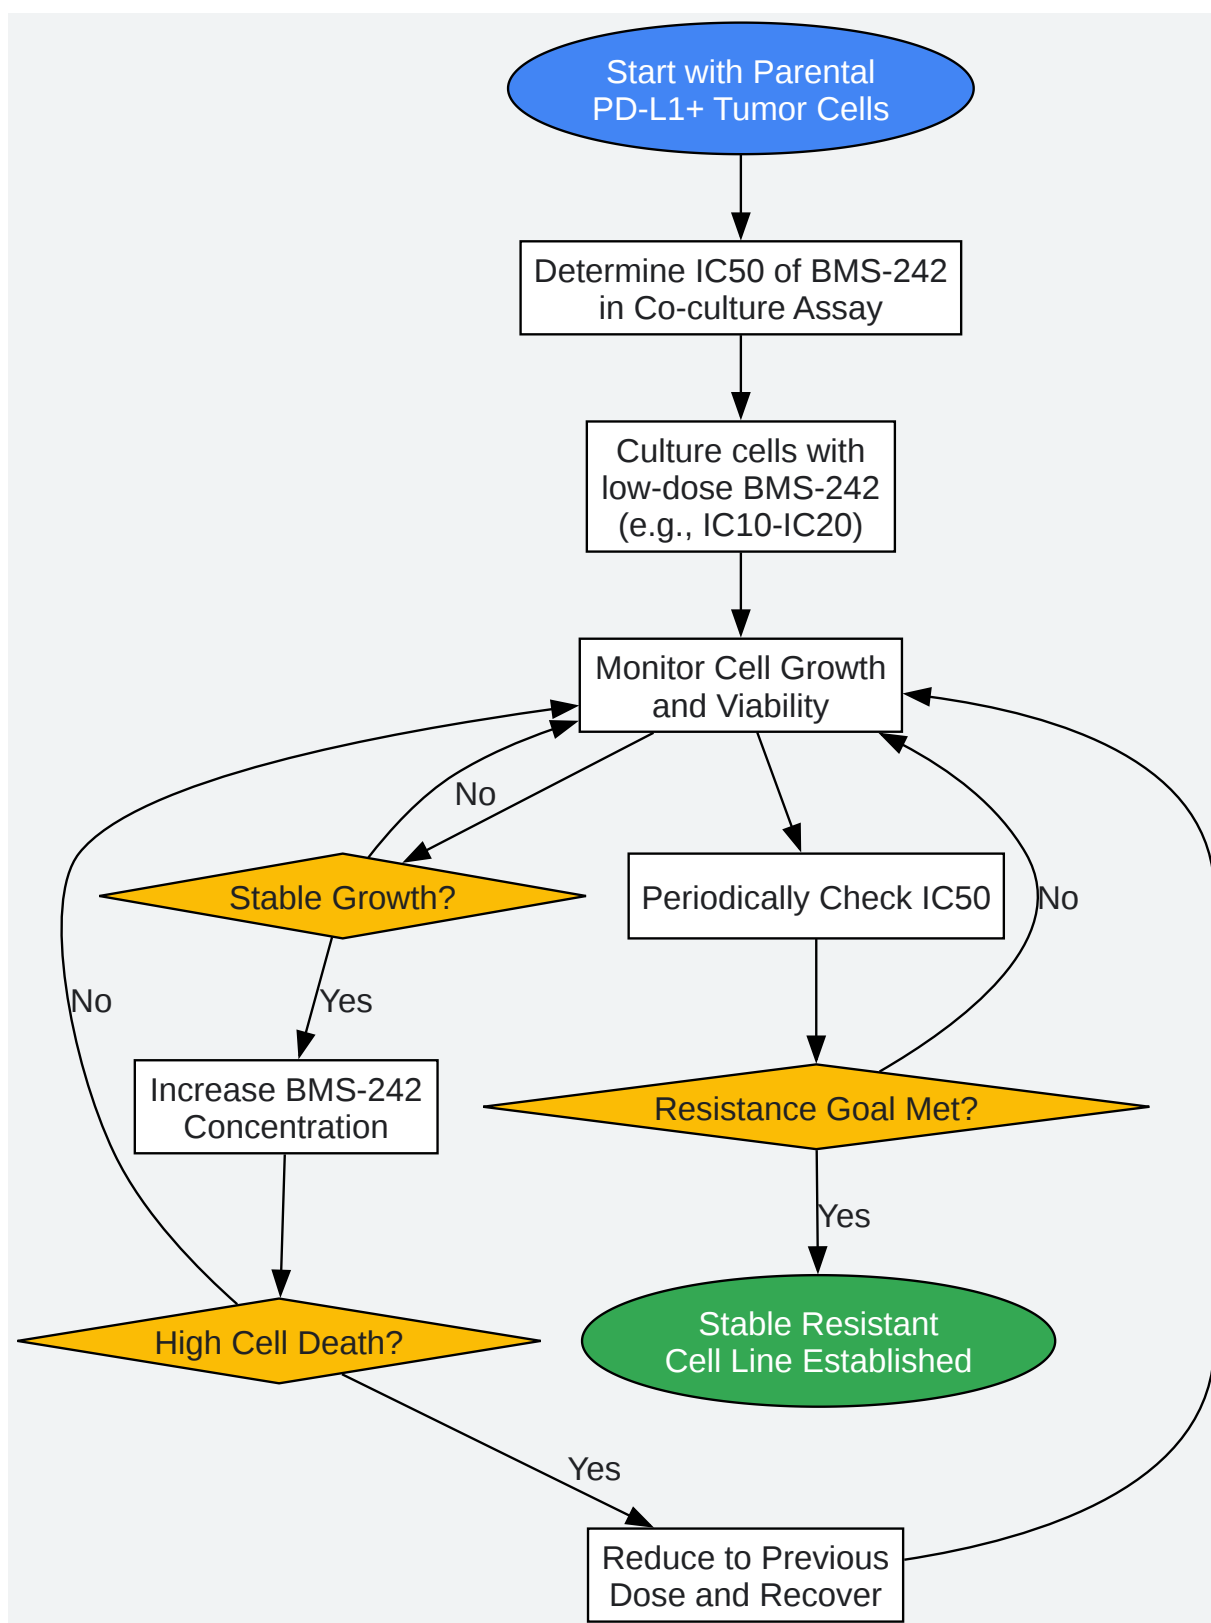 Start with Parental
PD-L1+ Tumor Cells
Determine IC50 of BMS-242
in Co-culture Assay
Culture cells with
low-dose BMS-242
(e.g., IC10-IC20)
Monitor Cell Growth
and Viability
No
Stable Growth?
Periodically Check IC50
No
No
Yes
Increase BMS-242
Concentration
Resistance Goal Met?
Yes
High Cell Death?
Stable Resistant
Cell Line Established
Yes
Reduce to Previous
Dose and Recover